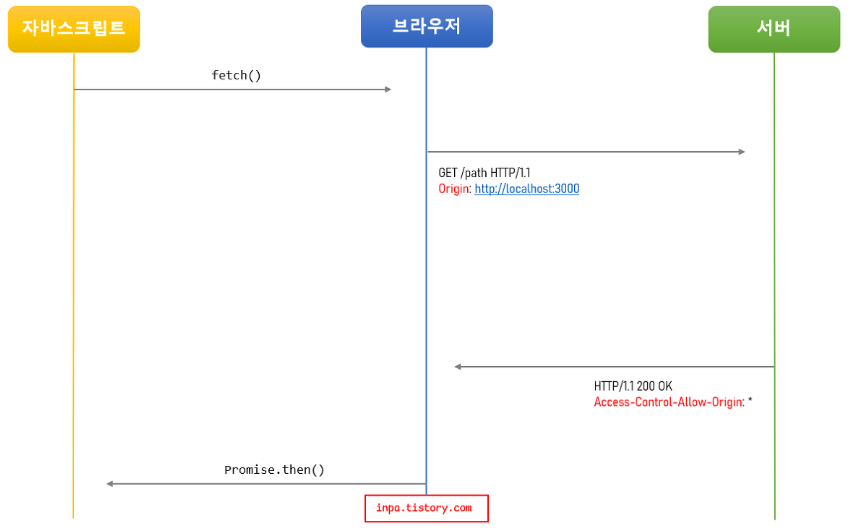 자바스크립트
브라우저
서버
fetch()
GET /path HTTP/1.1
Origin: http://localhost:3000
HTTP/1.1 200 OK
Access-Control-Allow-Origin: *
Promise.then()
inpa.tistory.com